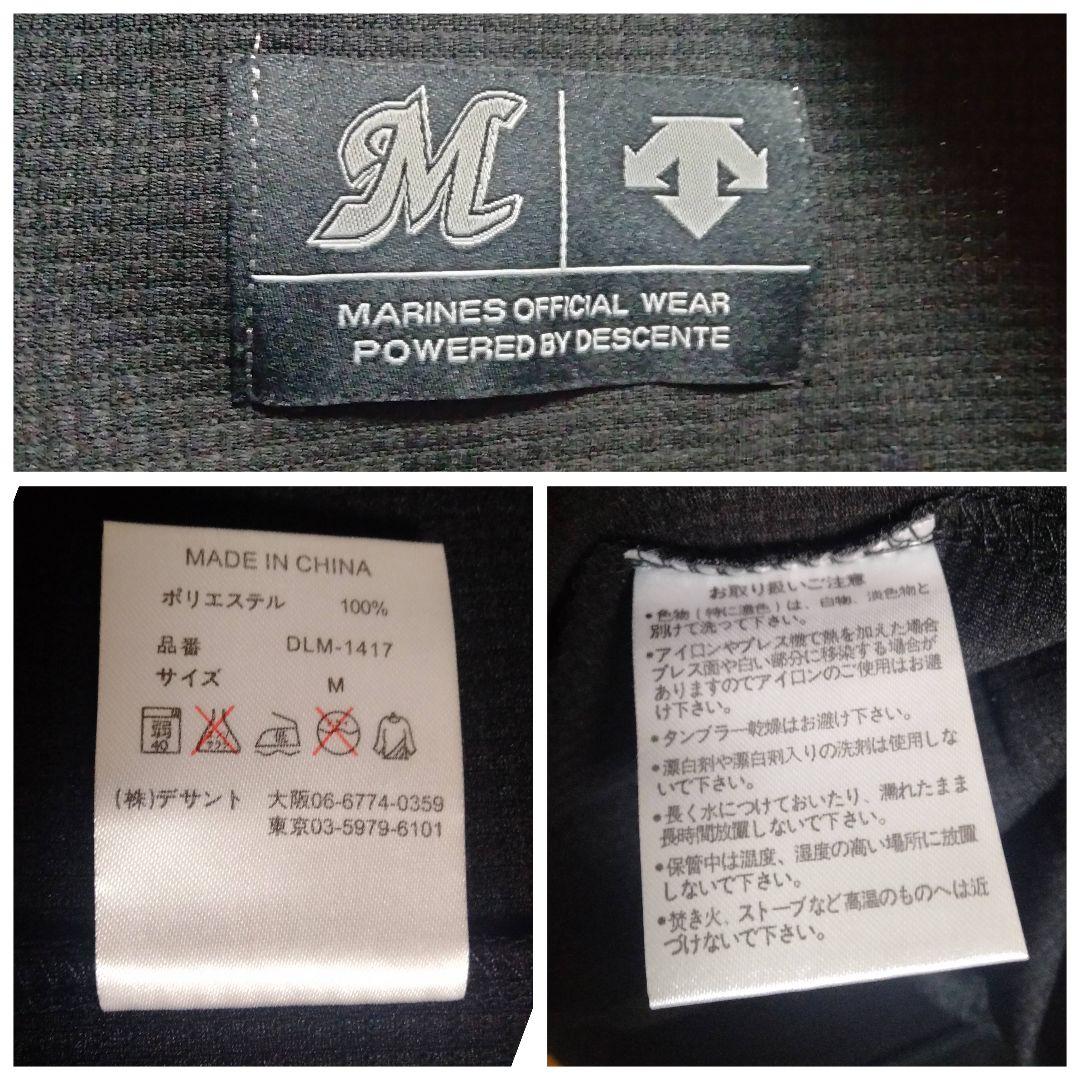 M
MARINES OFFICIAL WEAR
POWERED BY DESCENTE
MADE IN CHINA
ポリエステル 100%
品番 DLM-1417
サイズ M
弱
40
(株)デサント 大阪06-6774-0359
東京03-5979-6101
お取り扱いご注意
•色物(特に濃色)は、白物、淡色物と
別けて洗って下さい。
•アイロンやプレス機で熱を加えた場合
プレス面や白い部分に移染する場合が
ありますのでアイロンのご使用はお避
け下さい。
•タンブラー乾燥はお避け下さい。
•漂白剤や漂白剤入りの洗剤は使用しな
いで下さい。
•長く水につけておいたり、濡れたまま
長時間放置しないで下さい。
•保管中は温度、湿度の高い場所に放置
しないで下さい。
•焚き火、ストーブなど高温のものへは近
づけないで下さい。